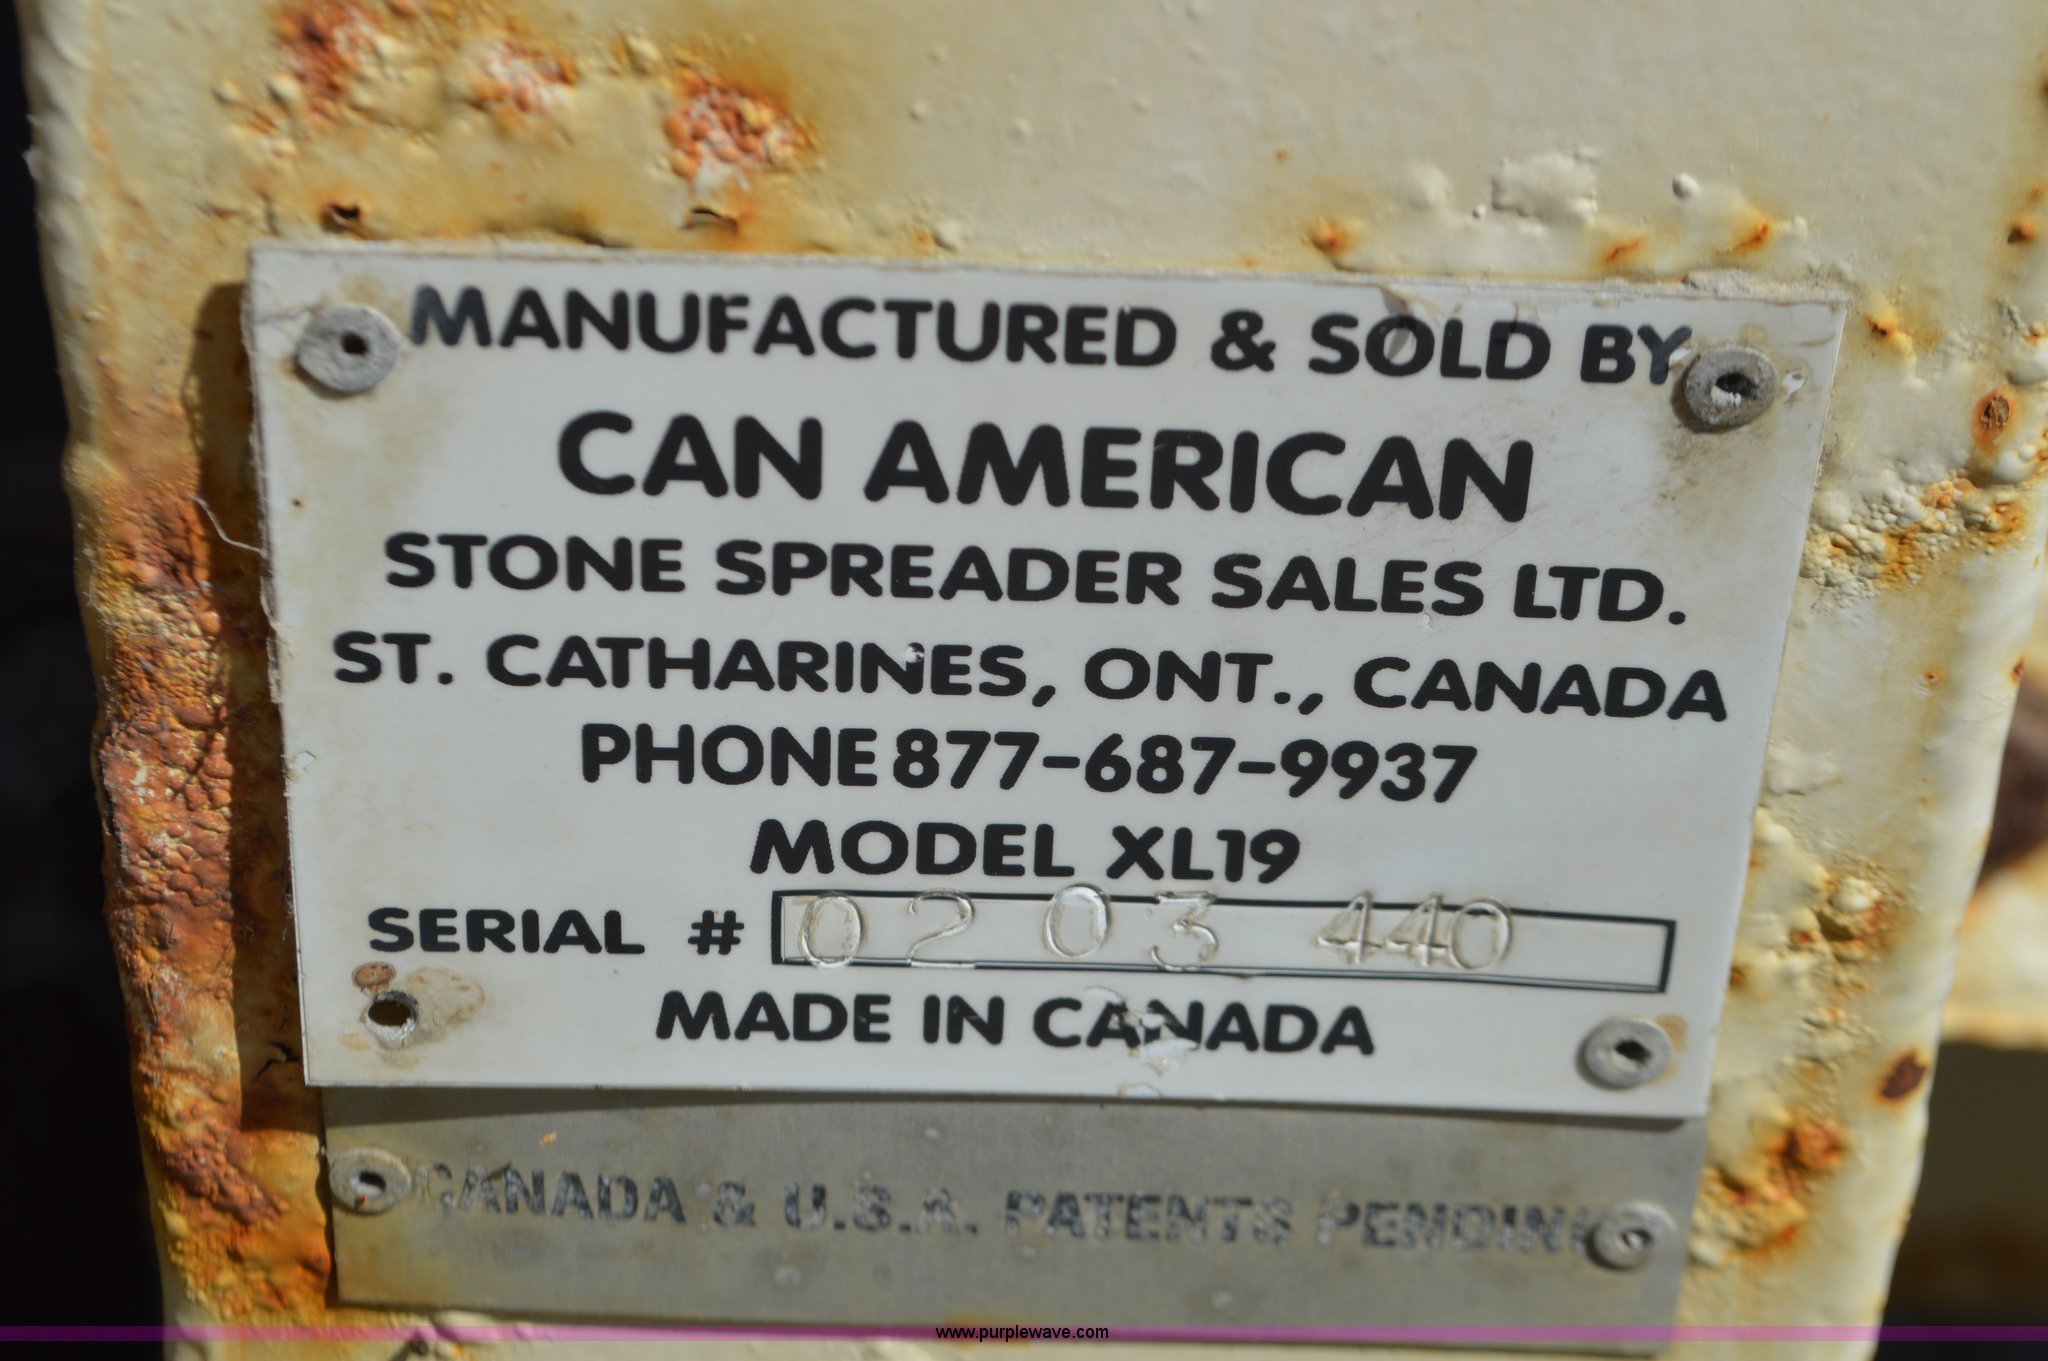 MANUFACTURED & SOLD BY
CAN AMERICAN
STONE SPREADER SALES LTD.
ST. CATHARINES, ONT., CANADA
PHONE 877-687-9937
MODEL XL19
SERIAL # 0203 440
MADE IN CANADA
CANADA & U.S.A. PATENTS PENDING
www.purplewave.com